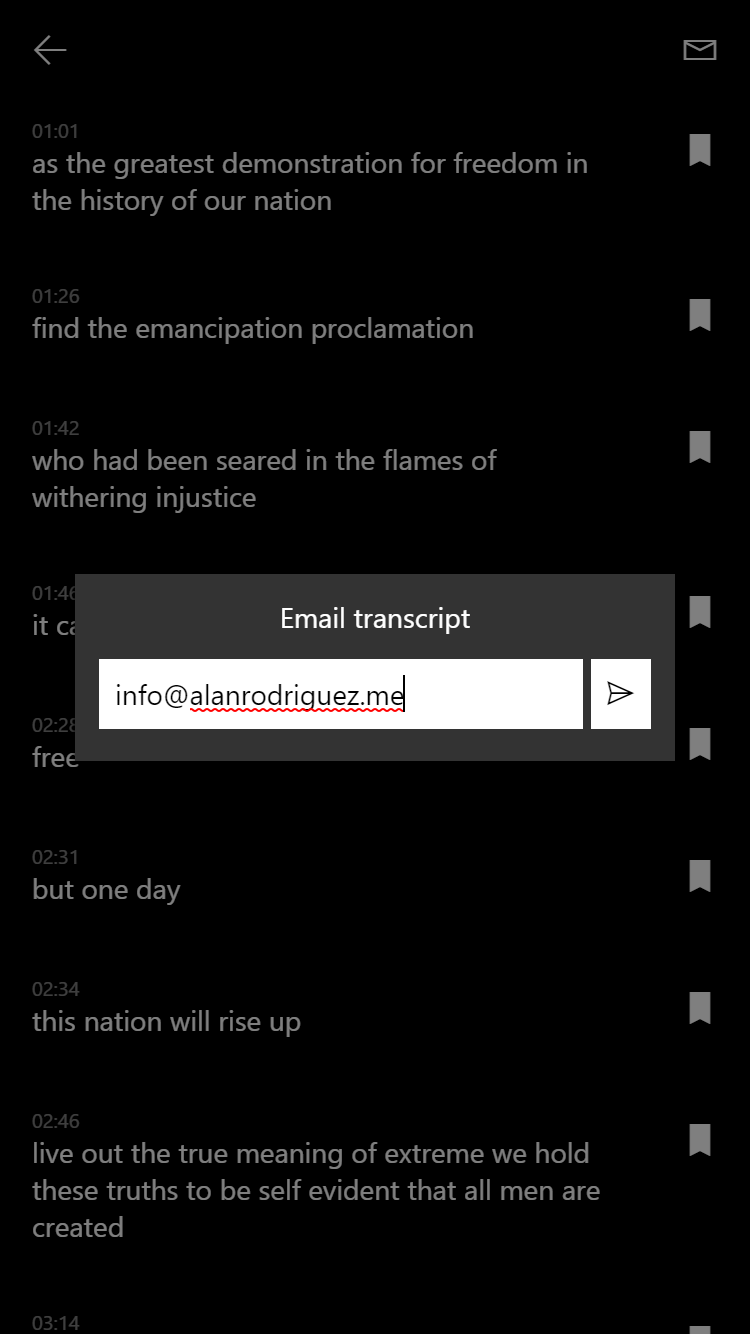 01:01
as the greatest demonstration for freedom in
the history of our nation
01:26
find the emancipation proclamation
01:42
who had been seared in the flames of
withering injustice
01:46
it ca
Email transcript
info@alanrodriguez.me
02:28
free
02:31
but one day
02:34
this nation will rise up
02:46
live out the true meaning of extreme we hold
these truths to be self evident that all men are
created
03:14